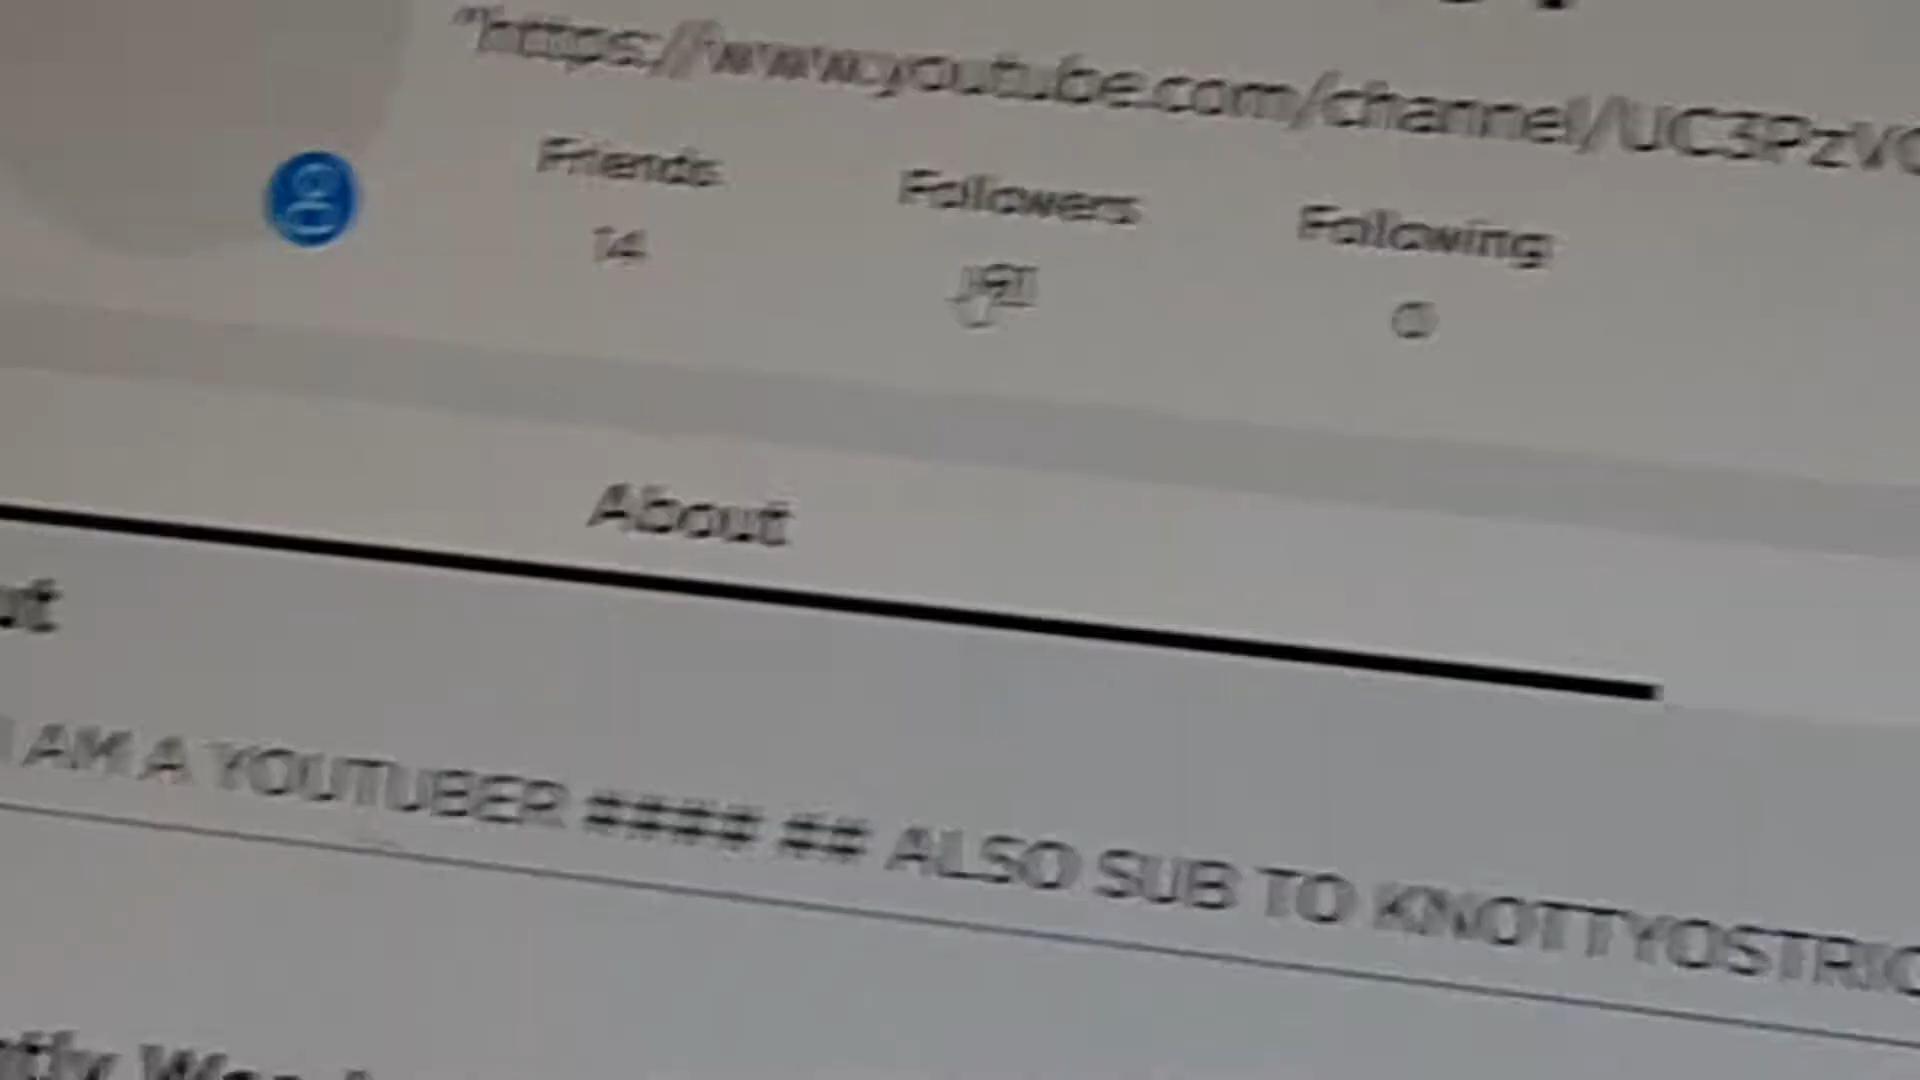 "https://www.youtube.com/channel/UC3PzV
Friends Followers Following
14 0
About
I AM A YOUTUBER #### ## ALSO SUB TO KNOTTYOSTRIC